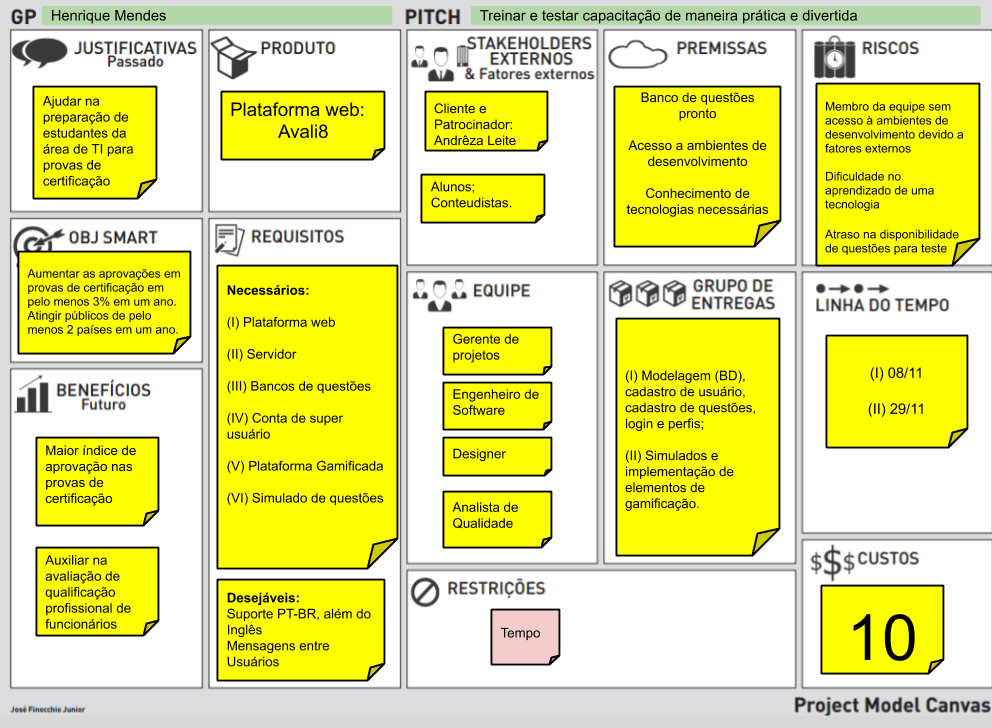 GP Henrique Mendes
PITCH Treinar e testar capacitação de maneira prática e divertida
JUSTIFICATIVAS
Passado
Ajudar na
preparação de
estudantes da
área de TI para
provas de
certificação
OBJ SMART
Aumentar as aprovações em
provas de certificação em
pelo menos 3% em um ano.
Atingir públicos de pelo
menos 2 países em um ano.
BENEFÍCIOS
Futuro
Maior índice de
aprovação nas
provas de
certificação
Auxiliar na
avaliação de
qualificação
profissional de
funcionários
PRODUTO
Plataforma web:
Avali8
REQUISITOS
Necessários:
(I) Plataforma web
(II) Servidor
(III) Bancos de questões
(IV) Conta de super
usuário
(V) Plataforma Gamificada
(VI) Simulado de questões
Desejáveis:
Suporte PT-BR, além do
Inglês
Mensagens entre
Usuários
STAKEHOLDERS
EXTERNOS
& Fatores externos
Cliente e
Patrocinador:
Andrêza Leite
Alunos;
Conteudistas.
EQUIPE
Gerente de
projetos
Engenheiro de
Software
Designer
Analista de
Qualidade
PREMISSAS
Banco de questões
pronto
Acesso a ambientes de
desenvolvimento
Conhecimento de
tecnologias necessárias
GRUPO DE
ENTREGAS
(I) Modelagem (BD),
cadastro de usuário,
cadastro de questões,
login e perfis;
(II) Simulados e
implementação de
elementos de
gamificação.
RESTRIÇÕES
Tempo
RISCOS
Membro da equipe sem
acesso à ambientes de
desenvolvimento devido a
fatores externos
Dificuldade no
aprendizado de uma
tecnologia
Atraso na disponibilidade
de questões para teste
LINHA DO TEMPO
(I) 08/11
(II) 29/11
$$$ CUSTOS
10
José Finocchio Junior
Project Model Canvas